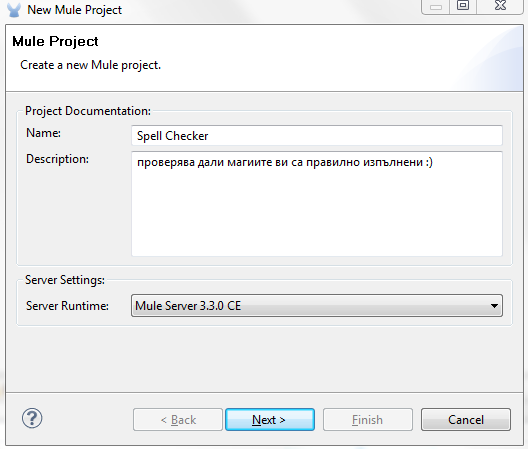 New Mule Project
Mule Project
Create a new Mule project.
Project Documentation:
Name:
Spell Checker
Description:
проверява дали магиите ви са правилно изпълнени :)
Server Settings:
Server Runtime:
Mule Server 3.3.0 CE
?
< Back
Next >
Finish
Cancel